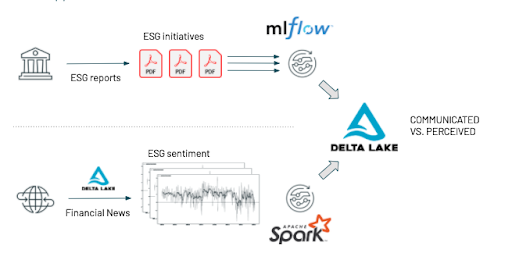 mlflow
ESG initiatives
PDF PDF PDF
ESG reports
COMMUNICATED
VS. PERCEIVED
DELTA LAKE
ESG sentiment
DELTA LAKE
Financial News
APACHE
Spark